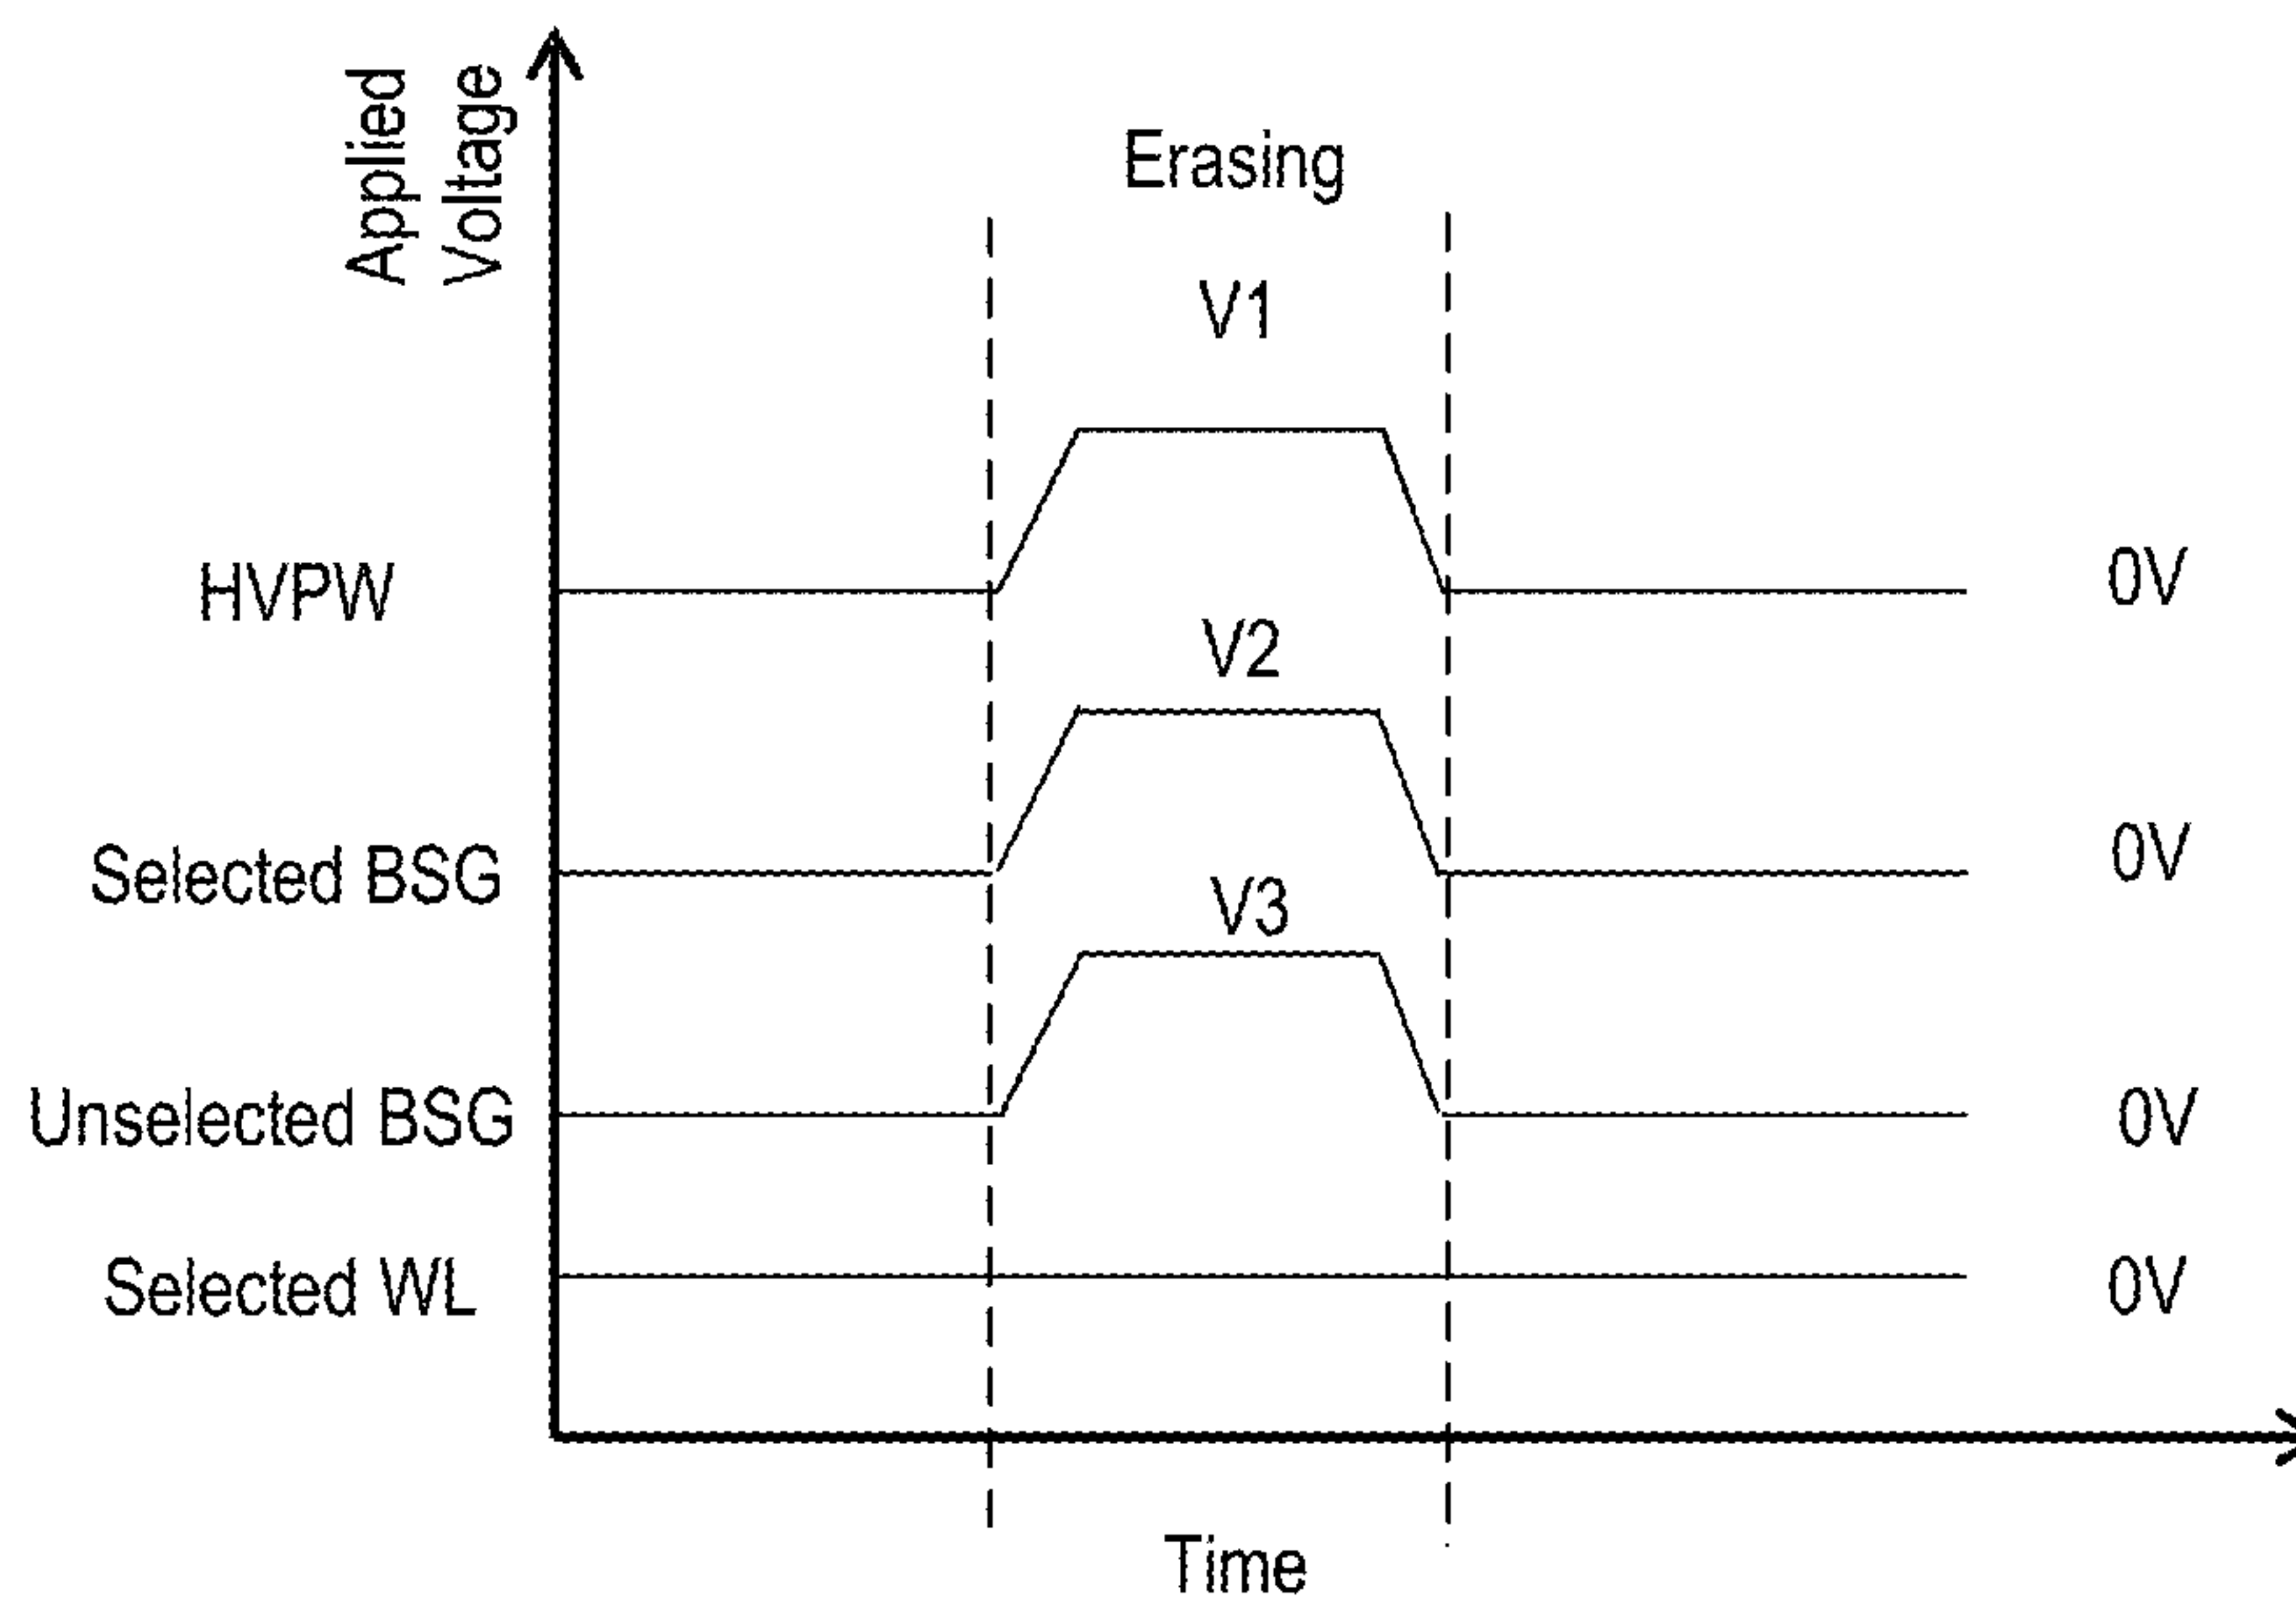 Applied
Voltage
Erasing
V1
HVPW
0V
V2
Selected BSG
0V
V3
Unselected BSG
0V
Selected WL
0V
Time